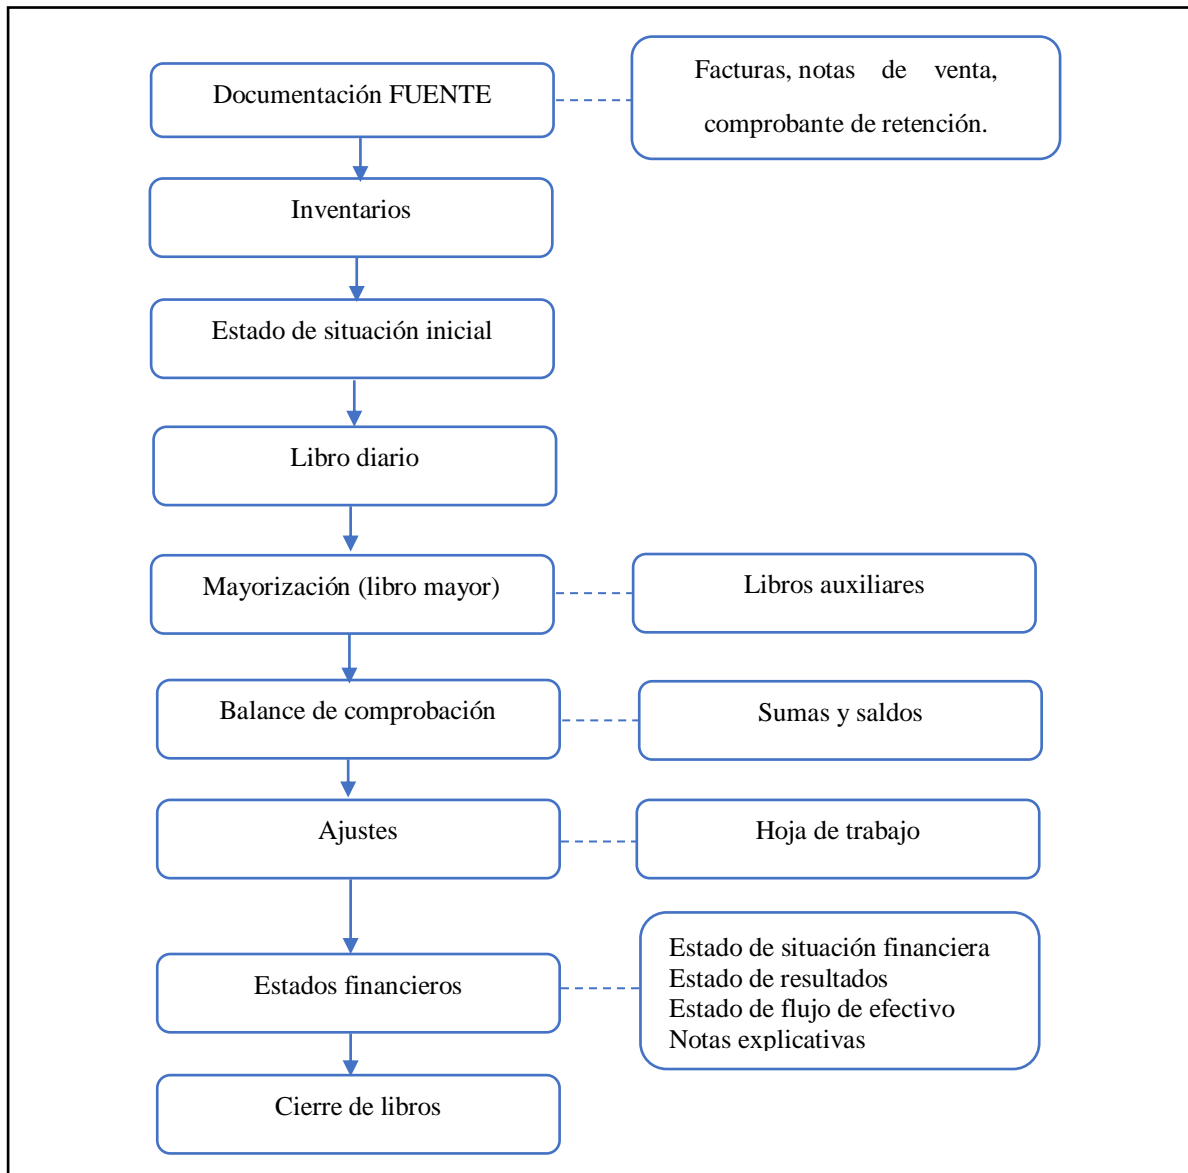 Documentación FUENTE
Facturas, notas de venta,
comprobante de retención.
Inventarios
Estado de situación inicial
Libro diario
Mayorización (libro mayor)
Libros auxiliares
Balance de comprobación
Sumas y saldos
Ajustes
Hoja de trabajo
Estados financieros
Estado de situación financiera
Estado de resultados
Estado de flujo de efectivo
Notas explicativas
Cierre de libros